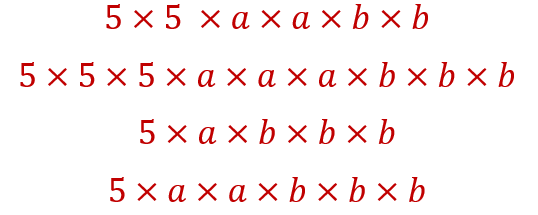 5 × 5 × a × a × b × b
5 × 5 × 5 × a × a × a × b × b × b
5 × a × b × b × b
5 × a × a × b × b × b